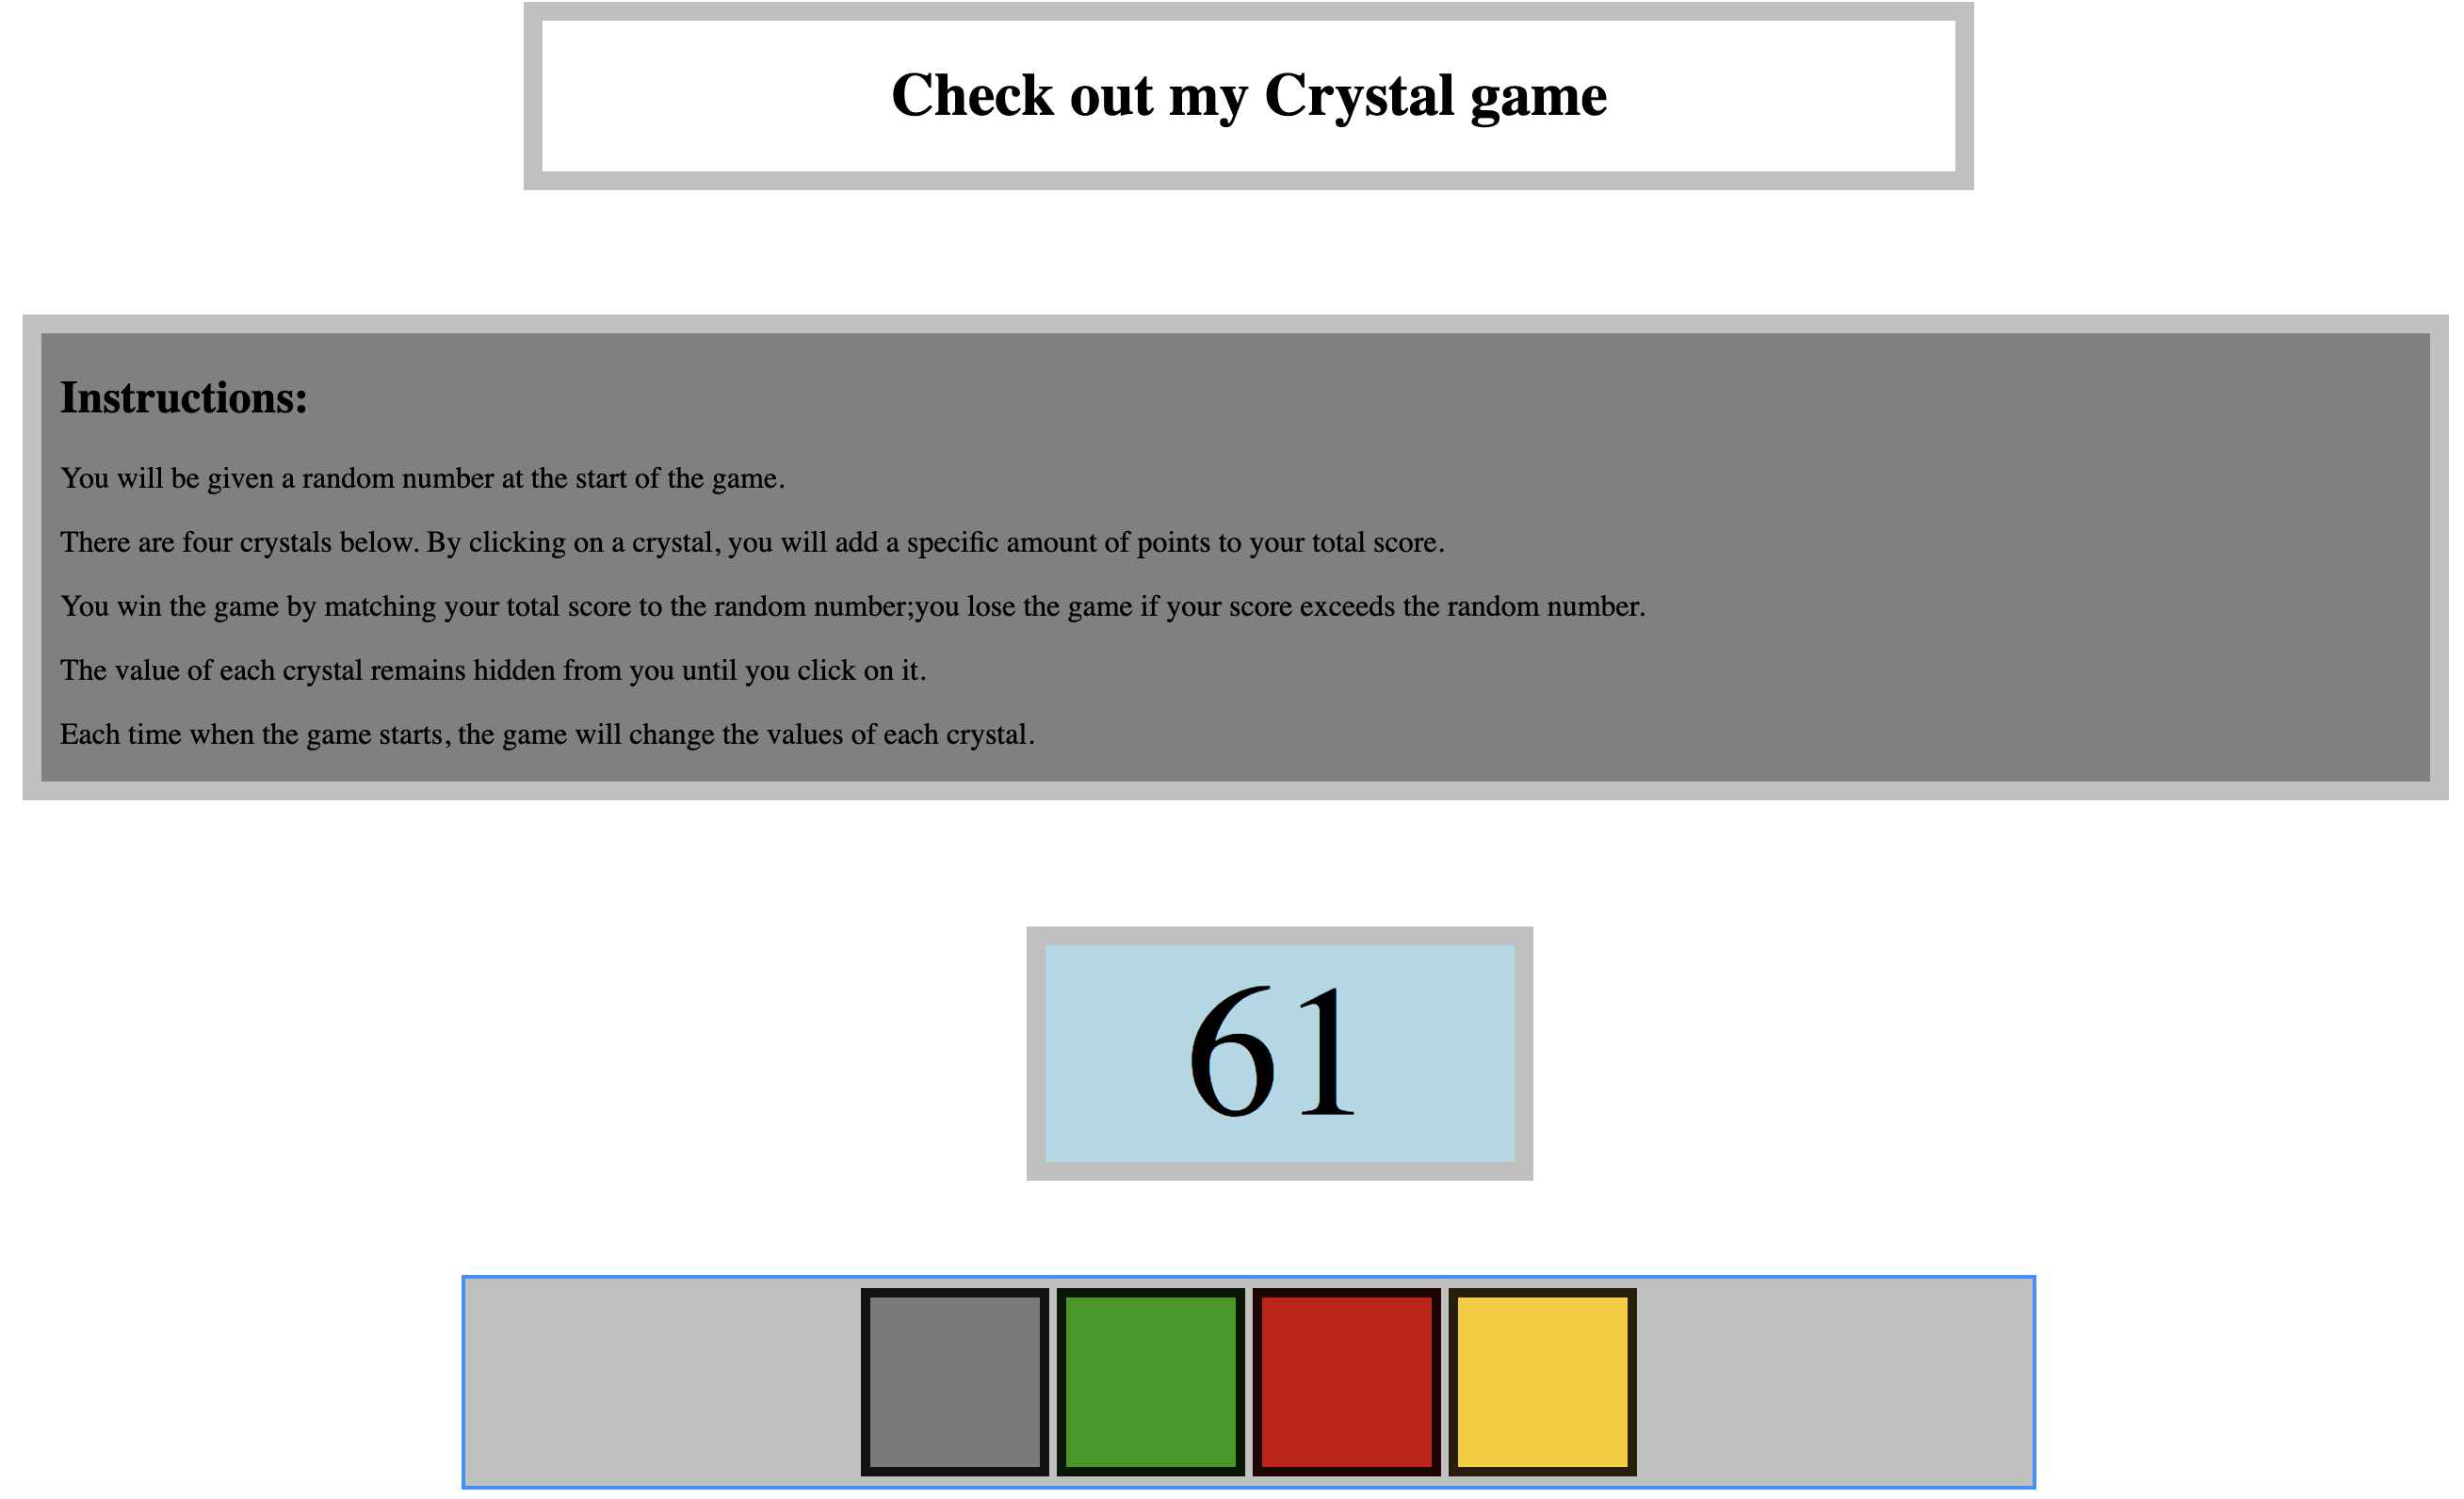 Check out my Crystal game
Instructions:
You will be given a random number at the start of the game.
There are four crystals below. By clicking on a crystal, you will add a specific amount of points to your total score.
You win the game by matching your total score to the random number;you lose the game if your score exceeds the random number.
The value of each crystal remains hidden from you until you click on it.
Each time when the game starts, the game will change the values of each crystal.
61